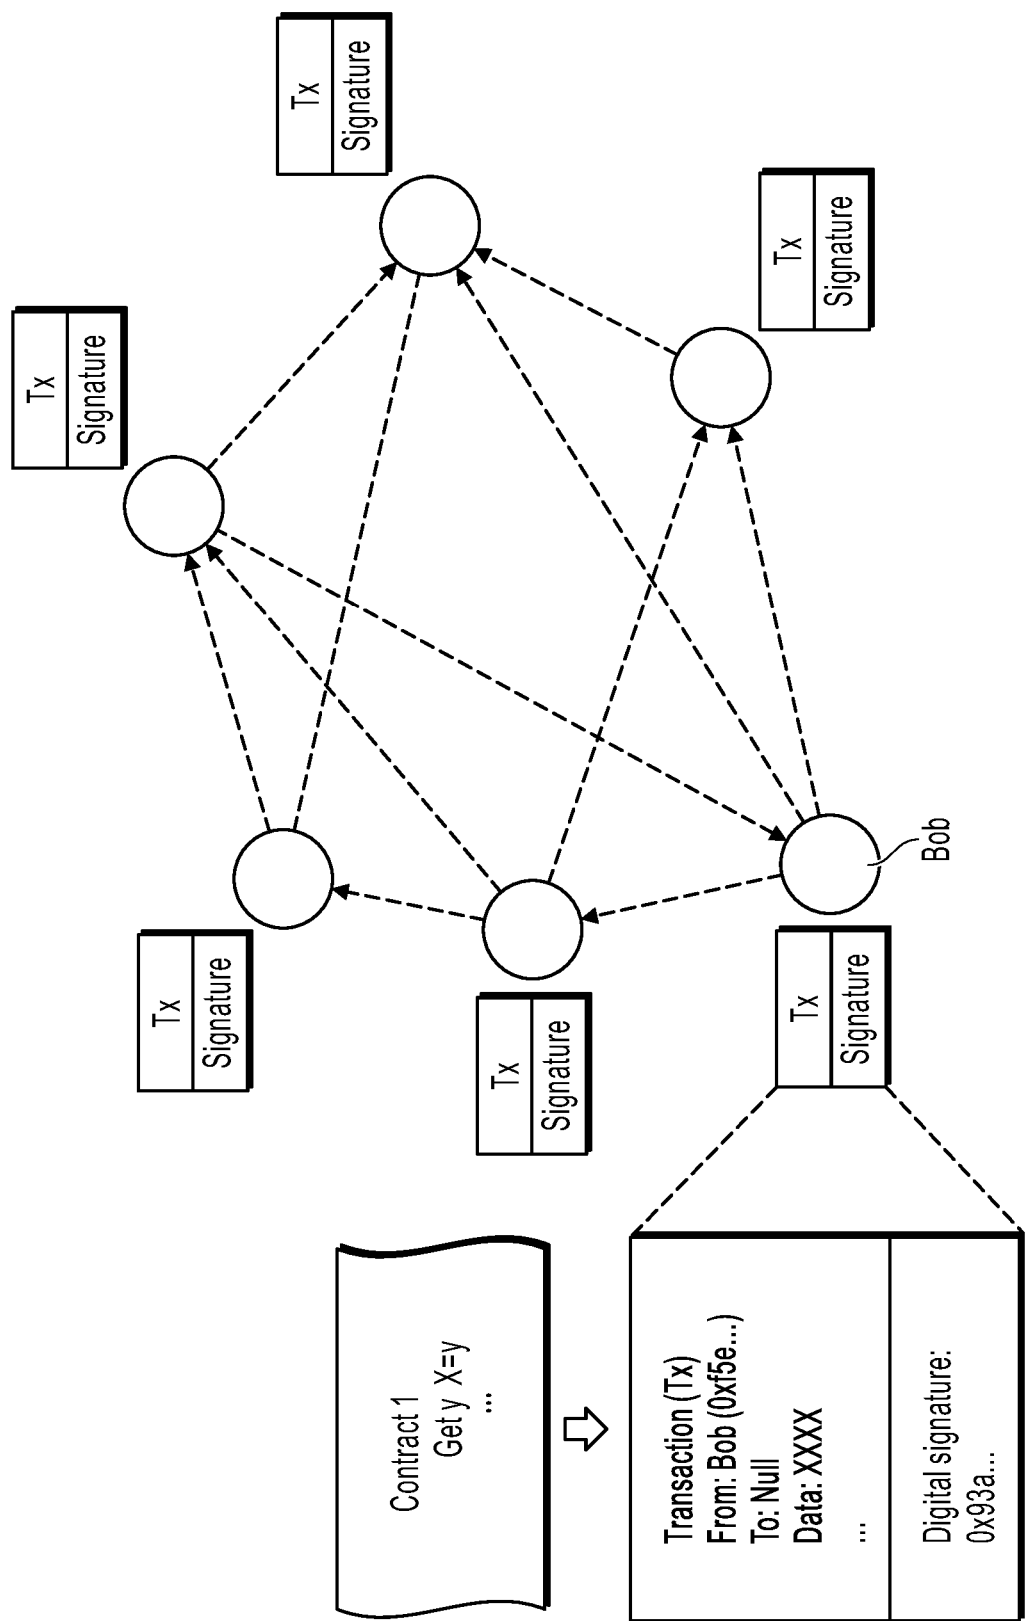 Contract 1
Get y X=y
...
Transaction (Tx)
From: Bob (0xf5e...)
To: Null
Data: XXXX
...
Digital signature:
0x93a...
Tx
Signature
Tx
Signature
Tx
Signature
Bob
Tx
Signature
Tx
Signature
Tx
Signature